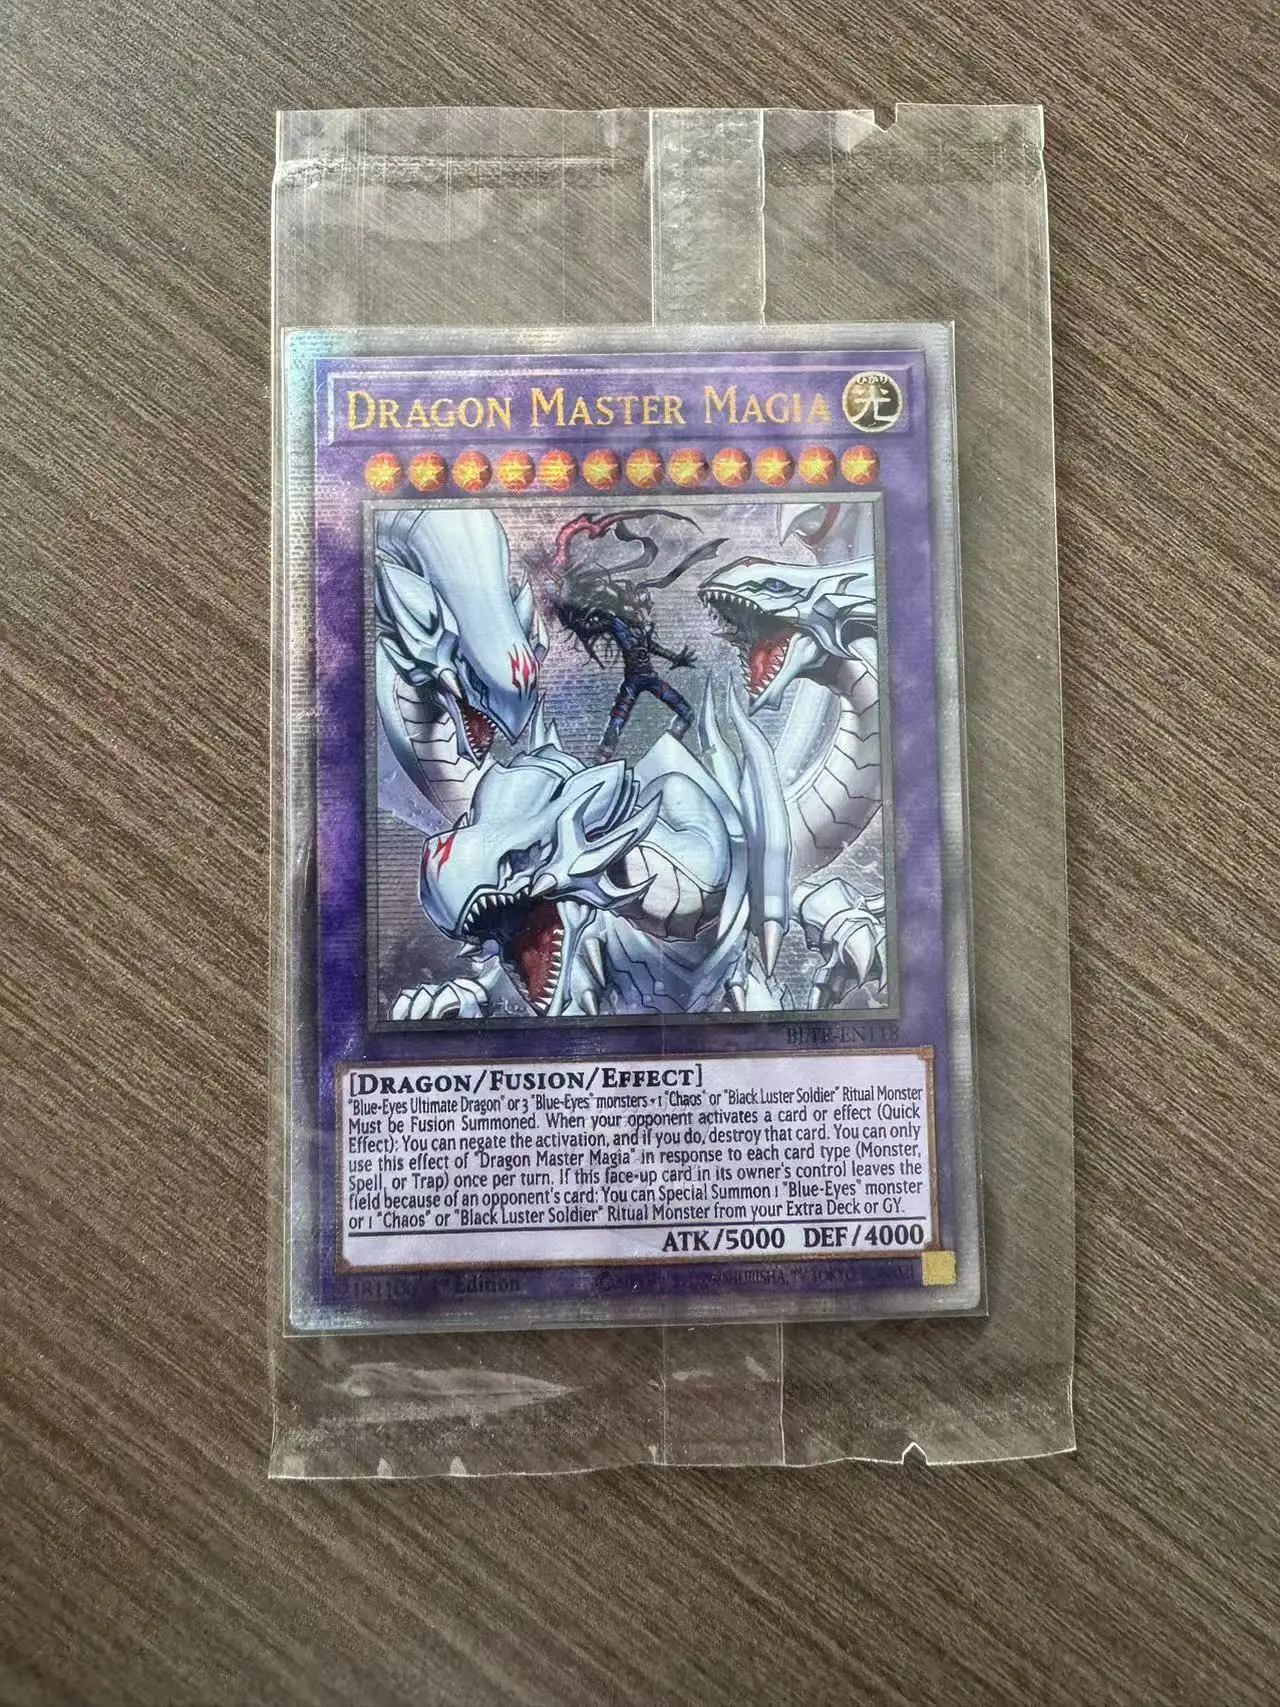 DRAGON MASTER MAGIA
ひかり
光
[DRAGON/FUSION/EFFECT]
"Blue-Eyes Ultimate Dragon" or 3 "Blue-Eyes" monsters + 1 "Chaos" or "Black Luster Soldier" Ritual Monster
Must be Fusion Summoned. When your opponent activates a card or effect (Quick
Effect): You can negate the activation, and if you do, destroy that card. You can only
use this effect of "Dragon Master Magia" in response to each card type (Monster,
Spell, or Trap) once per turn. If this face-up card in its owner's control leaves the
field because of an opponent's card: You can Special Summon 1 "Blue-Eyes" monster
or 1 "Chaos" or "Black Luster Soldier" Ritual Monster from your Extra Deck or GY.
ATK/5000 DEF/4000
Edition